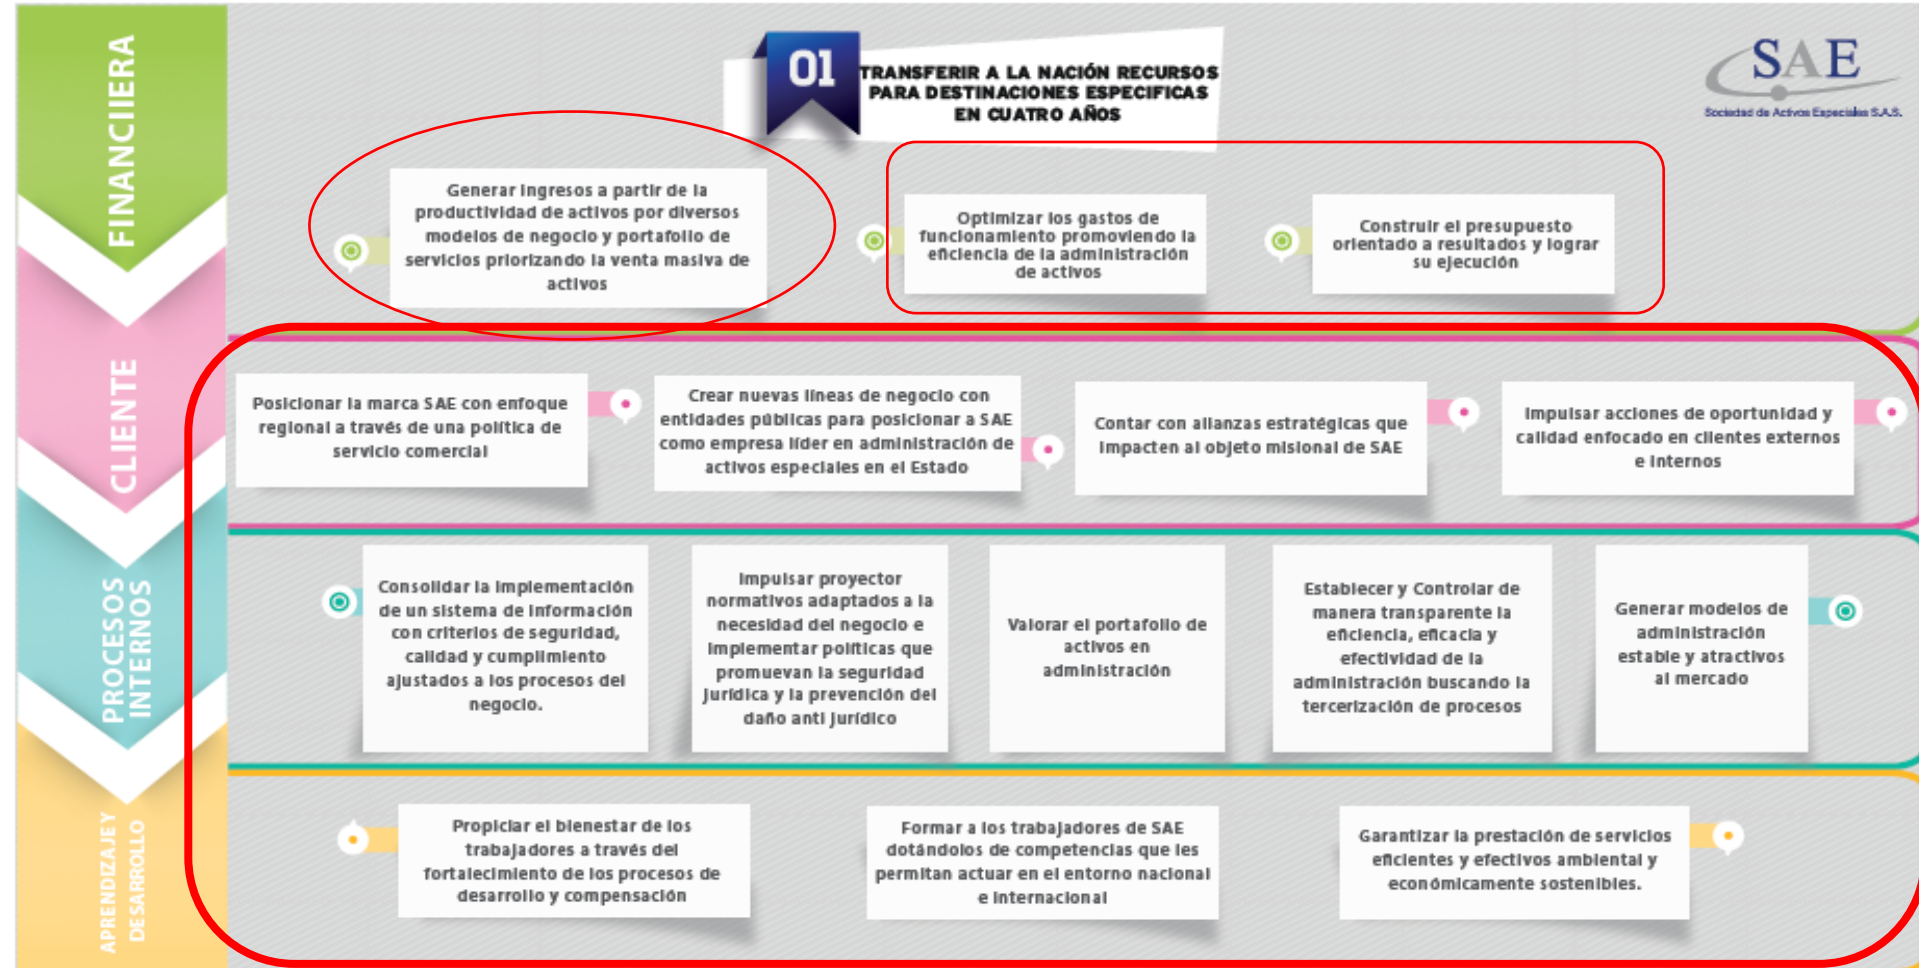 FINANCIIERA
01
TRANSFERIR A LA NACIÓN RECURSOS
PARA DESTINACIONES ESPECIFICAS
EN CUATRO AÑOS
SAE
Sociedad de Activos Especiales S.A.S.
Generar Ingresos a partir de la
productividad de activos por diversos
modelos de negocio y portafolio de
servicios priorizando la venta masiva de
activos
Optimizar los gastos de
funcionamiento promoviendo la
eficiencia de la administración
de activos
Construir el presupuesto
orientado a resultados y lograr
su ejecución
CLIENTE
Posicionar la marca SAE con enfoque
regional a través de una política de
servicio comercial
Crear nuevas líneas de negocio con
entidades públicas para posicionar a SAE
como empresa líder en administración de
activos especiales en el Estado
Contar con alianzas estratégicas que
impacten al objeto misional de SAE
Impulsar acciones de oportunidad y
calidad enfocado en clientes externos
e internos
PROCESOS
INTERNOS
Consolidar la implementación
de un sistema de información
con criterios de seguridad,
calidad y cumplimiento
ajustados a los procesos del
negocio.
Impulsar proyector
normativos adaptados a la
necesidad del negocio e
implementar políticas que
promuevan la seguridad
jurídica y la prevención del
daño anti jurídico
Valorar el portafolio de
activos en
administración
Establecer y Controlar de
manera transparente la
eficiencia, eficacia y
efectividad de la
administración buscando la
tercerización de procesos
Generar modelos de
administración
estable y atractivos
al mercado
APRENDIZAJE Y
DESARROLLO
Propiciar el bienestar de los
trabajadores a través del
fortalecimiento de los procesos de
desarrollo y compensación
Formar a los trabajadores de SAE
dotándolos de competencias que les
permitan actuar en el entorno nacional
e internacional
Garantizar la prestación de servicios
eficientes y efectivos ambiental y
económicamente sostenibles.